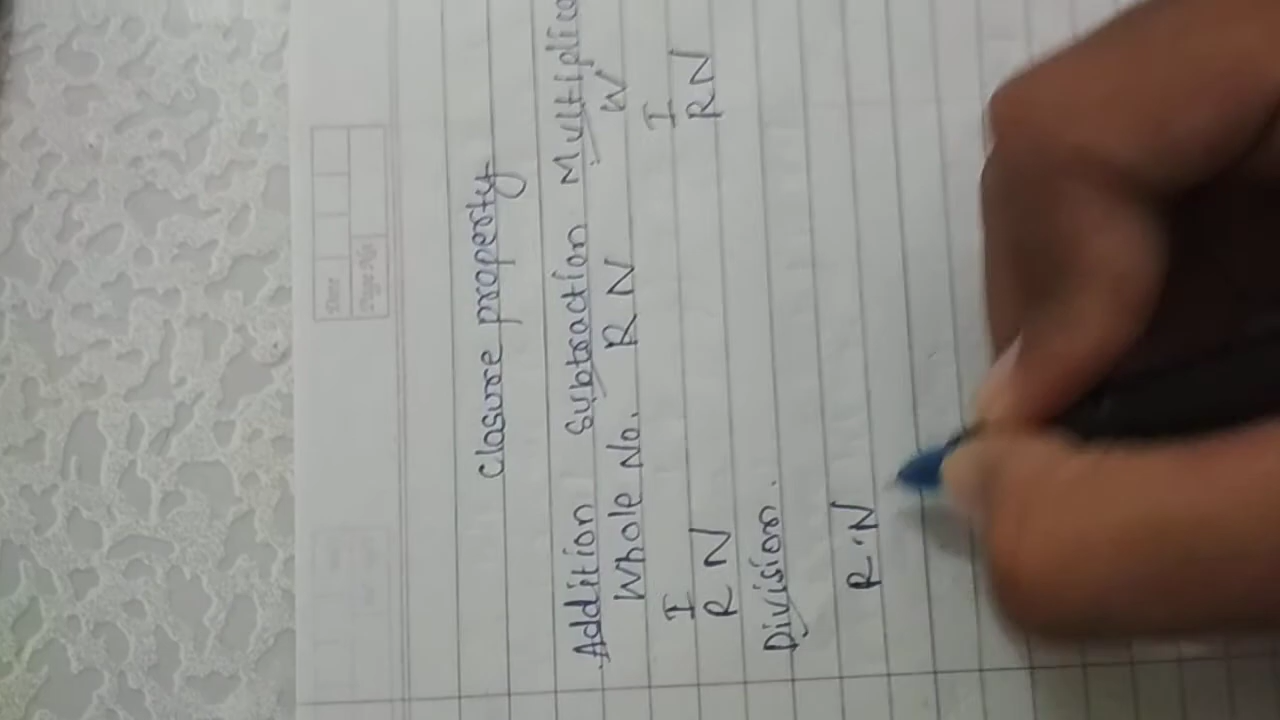 Closure property
Addition Subtraction Multiplica
Whole No. R N W
I I
R N R N
Division.
R.N